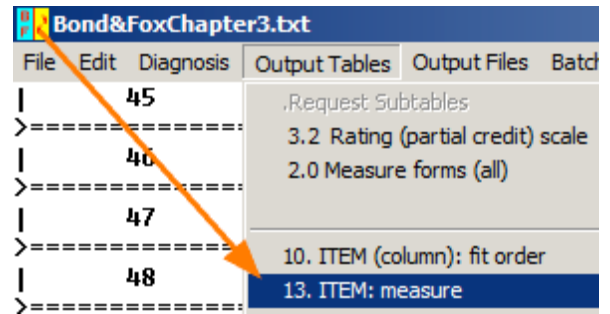 Bond&FoxChapter3.txt
File Edit Diagnosis Output Tables Output Files Batch
| 45
>==============
| 46
>==============
| 47
>==============
| 48
>==============
.Request Subtables
3.2 Rating (partial credit) scale
2.0 Measure forms (all)
10. ITEM (column): fit order
13. ITEM: measure